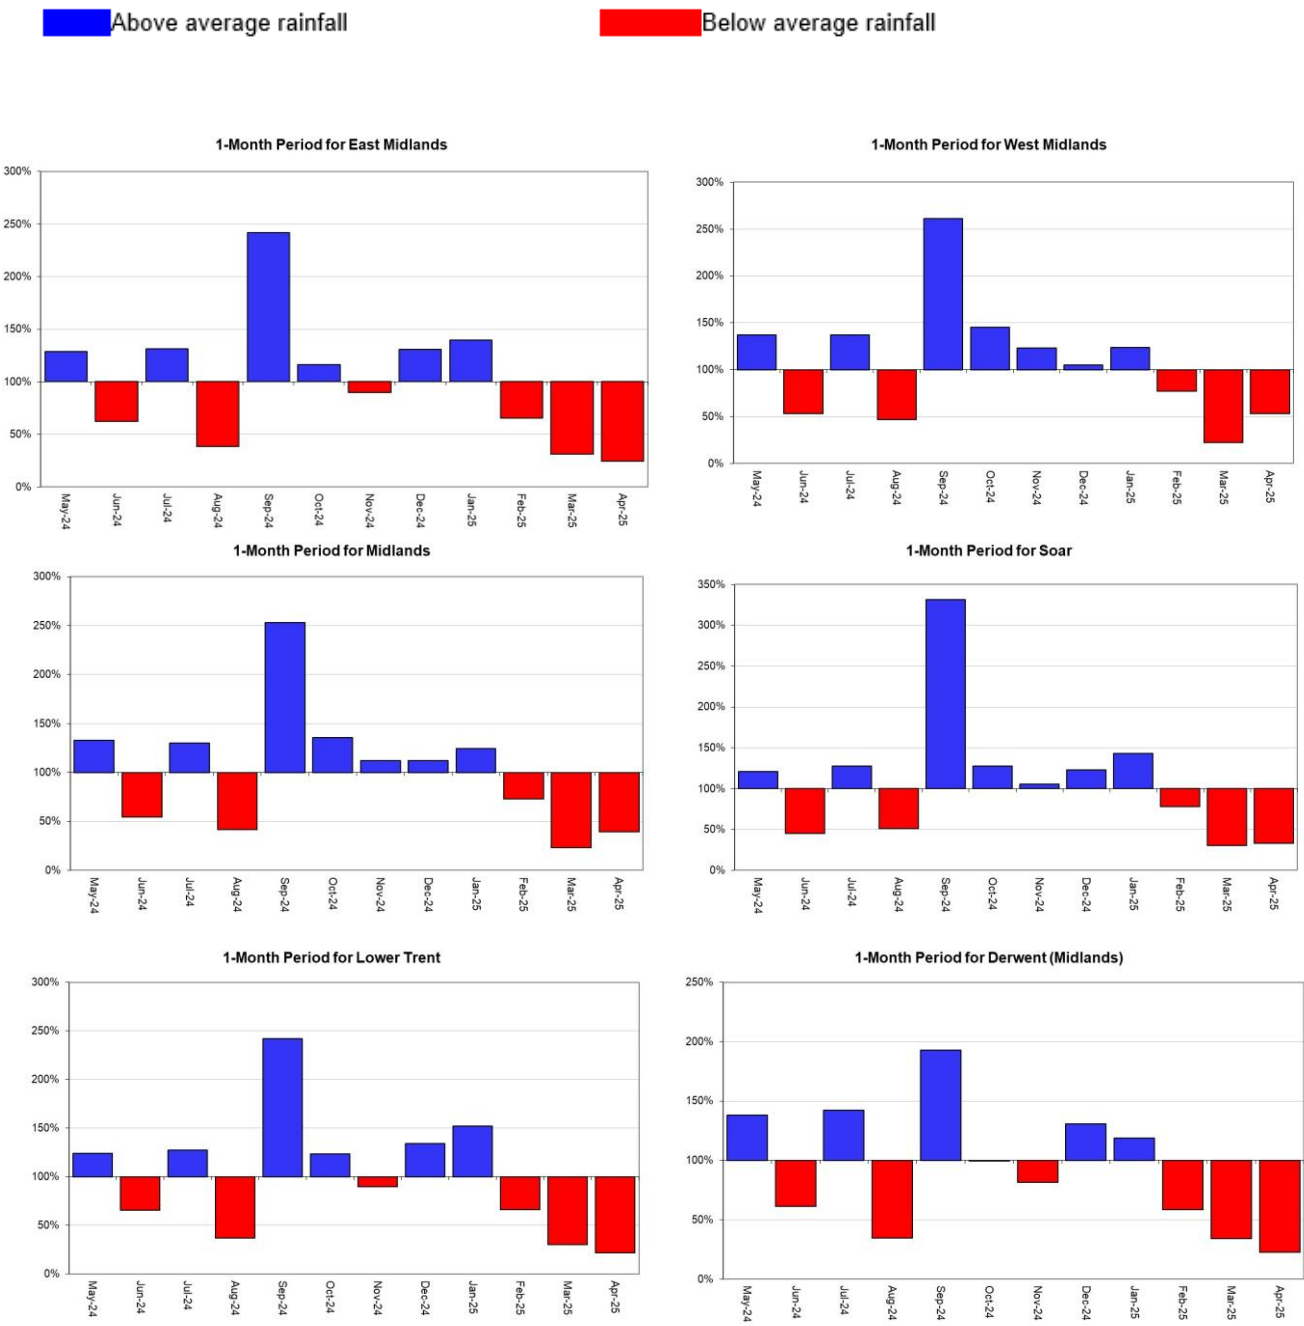 Above average rainfall
Below average rainfall
1-Month Period for East Midlands
300%
250%
200%
150%
100%
50%
0%
May-24
Jun-24
Jul-24
Aug-24
Sep-24
Oct-24
Nov-24
Dec-24
Jan-25
Feb-25
Mar-25
Apr-25
1-Month Period for West Midlands
300%
250%
200%
150%
100%
50%
0%
May-24
Jun-24
Jul-24
Aug-24
Sep-24
Oct-24
Nov-24
Dec-24
Jan-25
Feb-25
Mar-25
Apr-25
1-Month Period for Midlands
300%
250%
200%
150%
100%
50%
0%
May-24
Jun-24
Jul-24
Aug-24
Sep-24
Oct-24
Nov-24
Dec-24
Jan-25
Feb-25
Mar-25
Apr-25
1-Month Period for Soar
350%
300%
250%
200%
150%
100%
50%
0%
May-24
Jun-24
Jul-24
Aug-24
Sep-24
Oct-24
Nov-24
Dec-24
Jan-25
Feb-25
Mar-25
Apr-25
1-Month Period for Lower Trent
300%
250%
200%
150%
100%
50%
0%
May-24
Jun-24
Jul-24
Aug-24
Sep-24
Oct-24
Nov-24
Dec-24
Jan-25
Feb-25
Mar-25
Apr-25
1-Month Period for Derwent (Midlands)
250%
200%
150%
100%
50%
0%
May-24
Jun-24
Jul-24
Aug-24
Sep-24
Oct-24
Nov-24
Dec-24
Jan-25
Feb-25
Mar-25
Apr-25